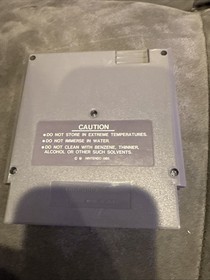 CAUTION
•DO NOT STORE IN EXTREME TEMPERATURES.
•DO NOT IMMERSE IN WATER.
•DO NOT CLEAN WITH BENZENE, THINNER,
ALCOHOL OR OTHER SUCH SOLVENTS.
© NINTENDO